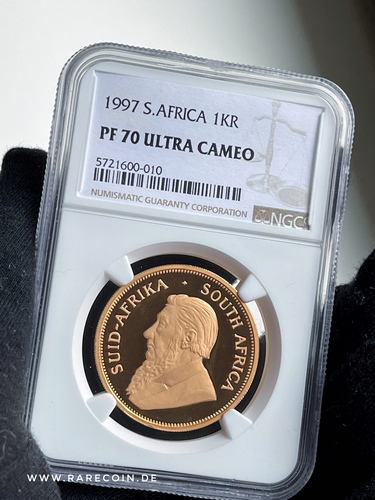 1997 S.AFRICA 1KR
PF 70 ULTRA CAMEO
5721600-010
NUMISMATIC GUARANTY CORPORATION
NGC
SUID-AFRIKA · SOUTH AFRICA
WWW.RARECOIN.DE